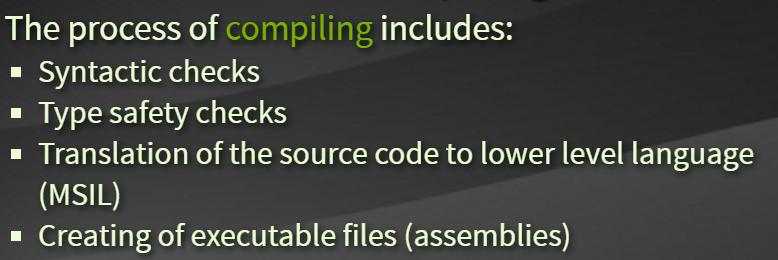 The process of compiling includes:
▪ Syntactic checks
▪ Type safety checks
▪ Translation of the source code to lower level language
(MSIL)
▪ Creating of executable files (assemblies)